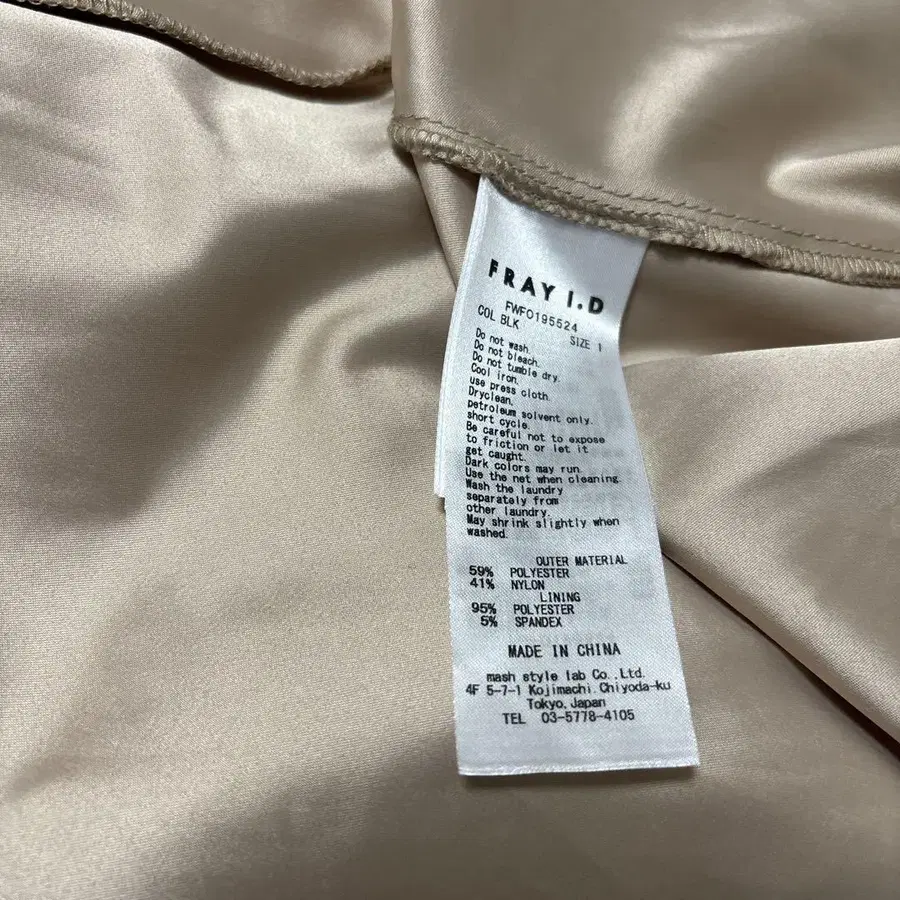 FRAY I.D
FWFO195524
COL BLK SIZE 1
Do not wash.
Do not bleach.
Do not tumble dry.
Cool iron.
use press cloth.
Dryclean.
petroleum solvent only.
short cycle.
Be careful not to expose
to friction or let it
get caught.
Dark colors may run.
Use the net when cleaning.
Wash the laundry
separately from
other laundry.
May shrink slightly when
washed.
OUTER MATERIAL
59% POLYESTER
41% NYLON
LINING
95% POLYESTER
5% SPANDEX
MADE IN CHINA
mash style lab Co.,Ltd.
4F 5-7-1 Kojimachi Chiyoda-ku
Tokyo,Japan
TEL 03-5778-4105